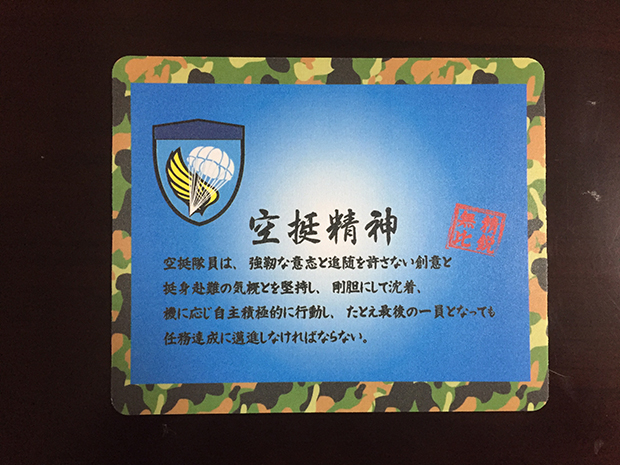 空挺精神
精鋭
無比
空挺隊員は、強靭な意志と追随を許さない創意と
挺身赴難の気概とを堅持し、剛胆にして沈着、
機に応じ自主積極的に行動し、たとえ最後の一員となっても
任務達成に邁進しなければならない。